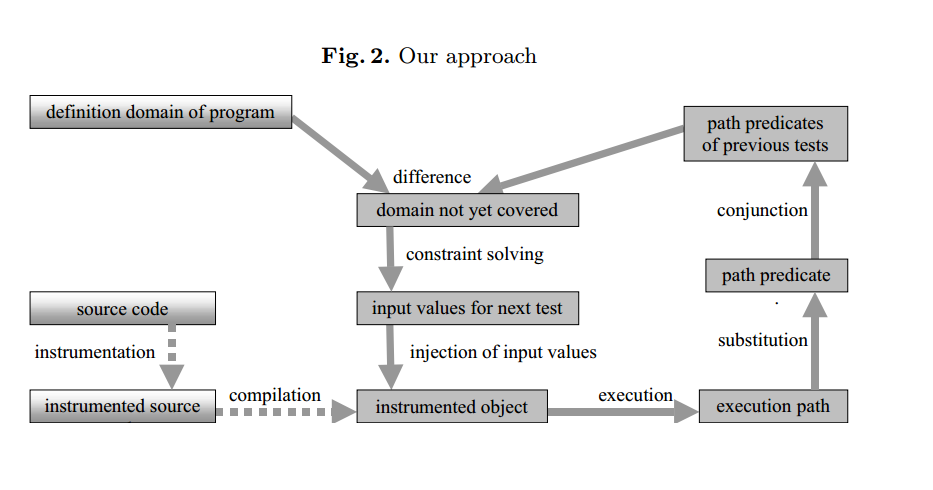 Fig. 2. Our approach
definition domain of program
path predicates
of previous tests
difference
domain not yet covered
conjunction
constraint solving
path predicate
source code
input values for next test
instrumentation
injection of input values
substitution
compilation
execution
instrumented source
instrumented object
execution path